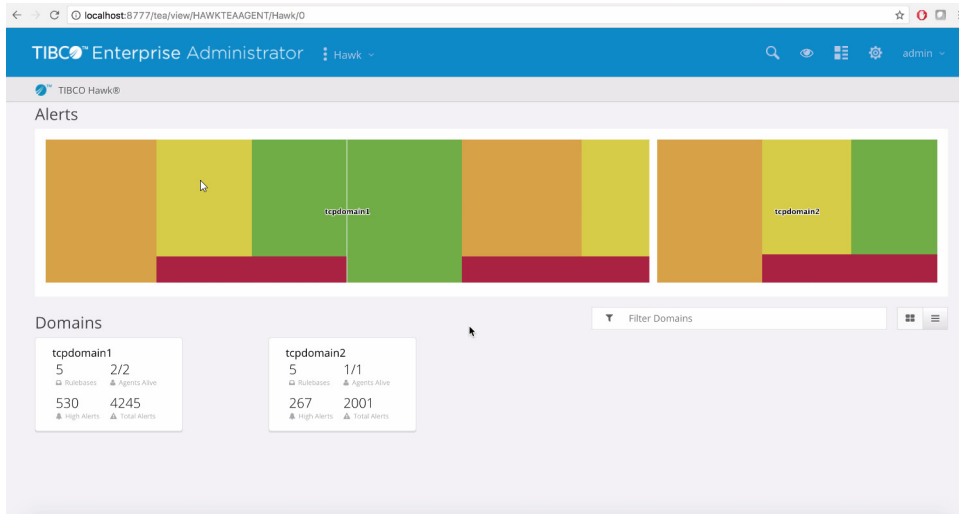 localhost:8777/tea/view/HAWKTEAAGENT/Hawk/0
TIBCO™ Enterprise Administrator Hawk admin
TIBCO Hawk®
Alerts
tcpdomain1 tcpdomain2
Domains Filter Domains
tcpdomain1 tcpdomain2
5 2/2 5 1/1
Rulebases Agents Alive Rulebases Agents Alive
530 4245 267 2001
High Alerts Total Alerts High Alerts Total Alerts